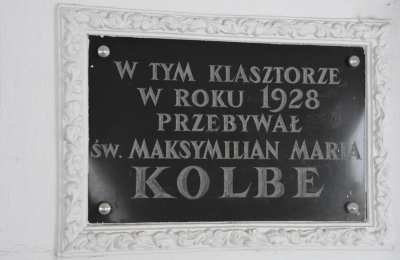 W TYM KLASZTORZE
W ROKU 1928
PRZEBYWAŁ
ŚW. MAKSYMILIAN MARIA
KOLBE